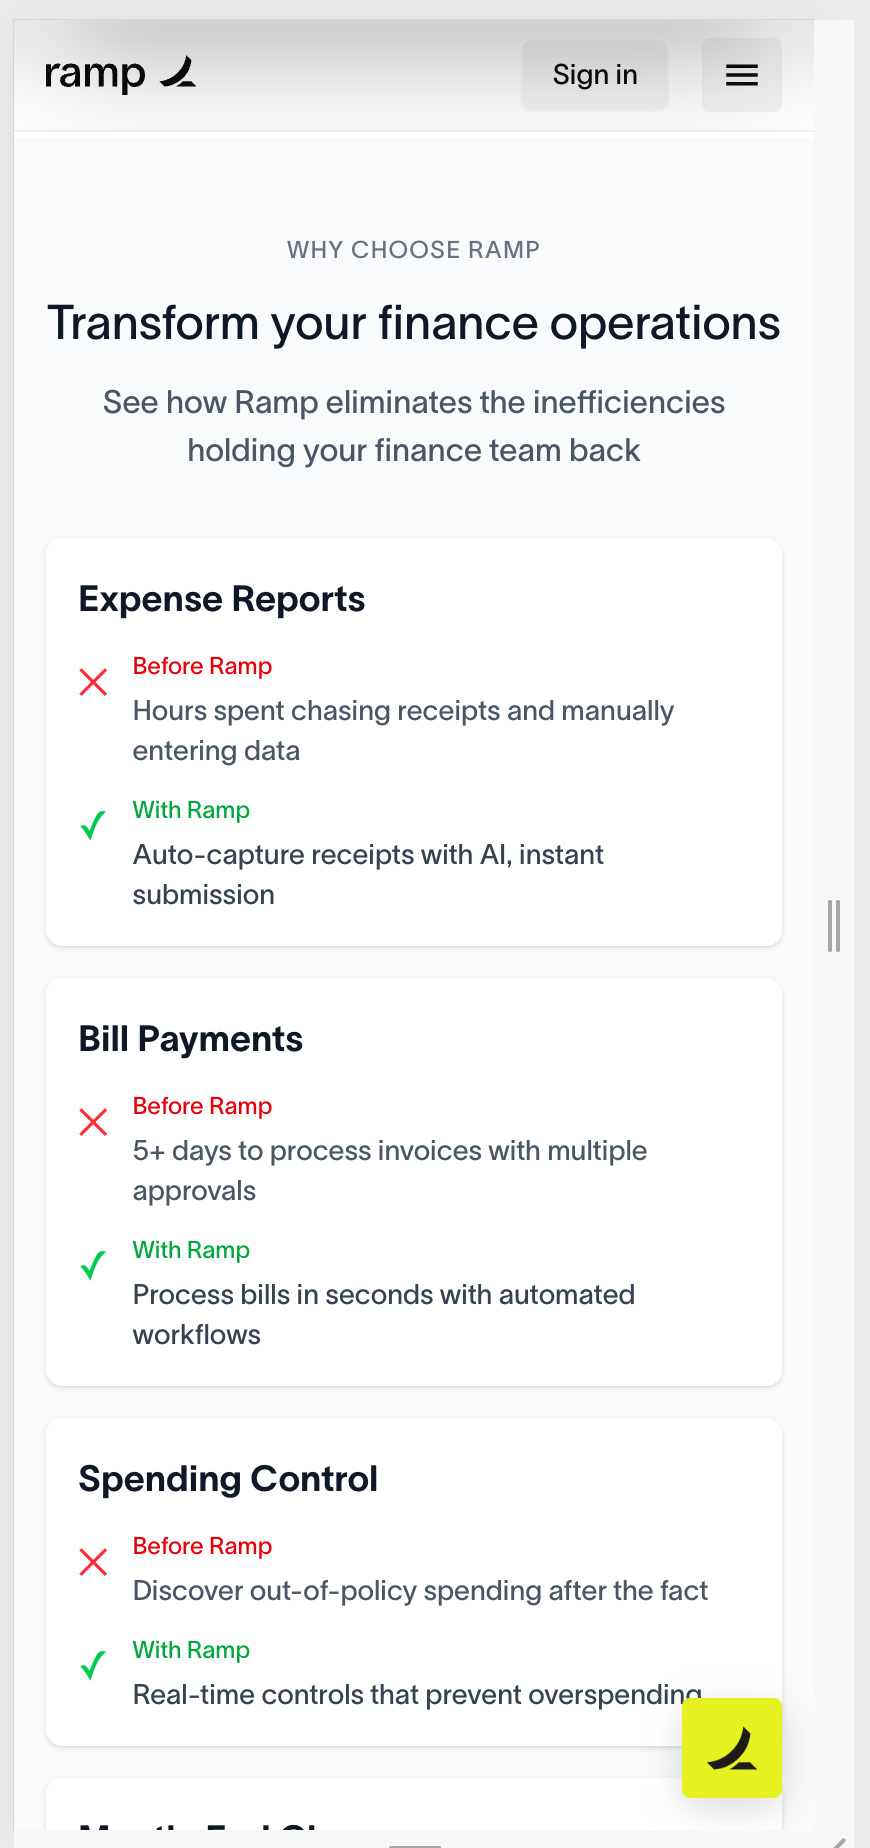 ramp
Sign in
WHY CHOOSE RAMP
Transform your finance operations
See how Ramp eliminates the inefficiencies
holding your finance team back
Expense Reports
Before Ramp
Hours spent chasing receipts and manually
entering data
With Ramp
Auto-capture receipts with AI, instant
submission
Bill Payments
Before Ramp
5+ days to process invoices with multiple
approvals
With Ramp
Process bills in seconds with automated
workflows
Spending Control
Before Ramp
Discover out-of-policy spending after the fact
With Ramp
Real-time controls that prevent overspending